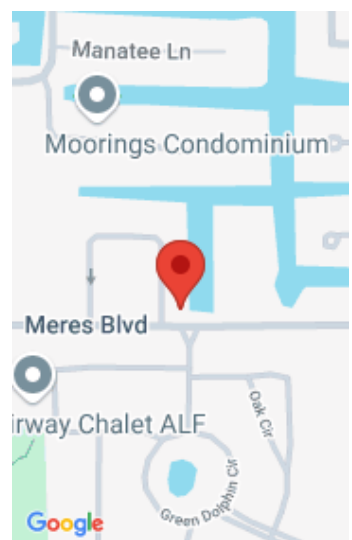 Manatee Ln
Moorings Condominium
Meres Blvd
irway Chalet ALF
Oak Cir
Green Dolphin Cir
Google